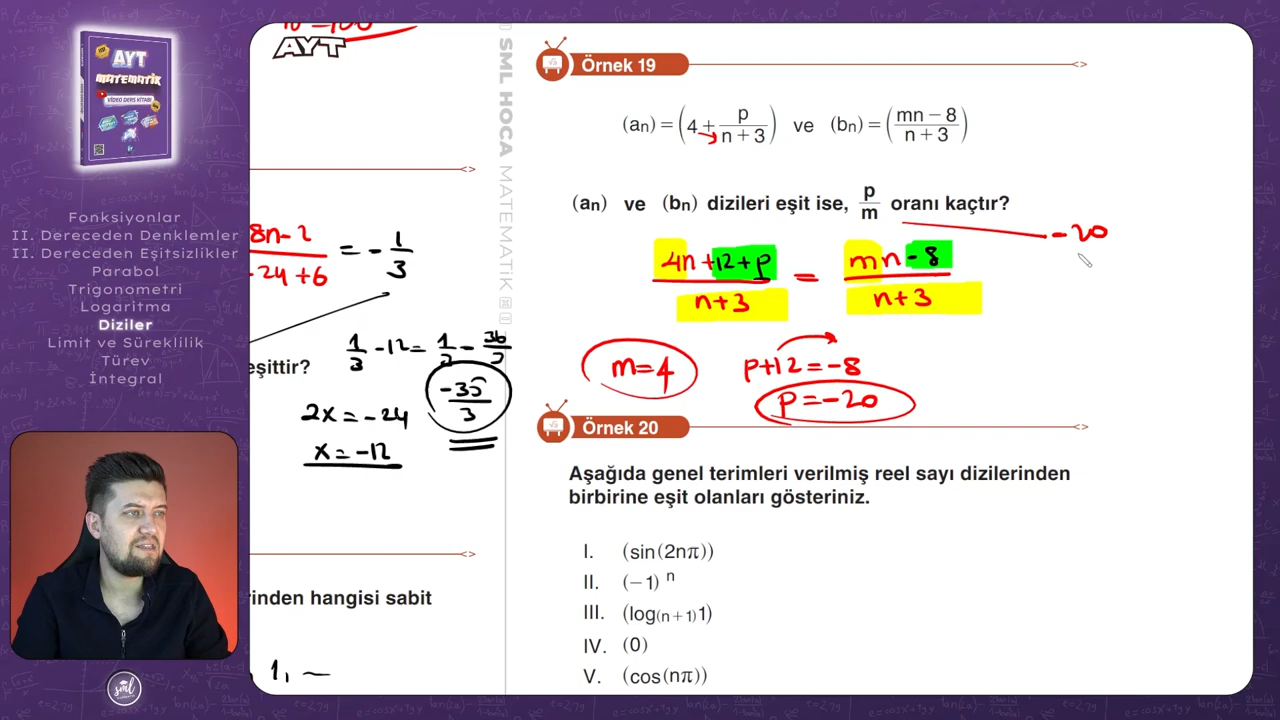 AYT
AYT
MATEMATİK
VİDEO DERS KİTABI
Fonksiyonlar
II. Dereceden Denklemler
II. Dereceden Eşitsizlikler
Parabol
Trigonometri
Logaritma
Diziler
Limit ve Süreklilik
Türev
İntegral
sml
8n-2
-24+6
= -1/3
eşittir?
1/3 -12 = 1/3 - 36/3
-35/3
2x = -24
x = -12
rinden hangisi sabit
1,
SML HOCA MATEMATİK
Örnek 19
(an) = (4 + p/(n + 3)) ve (bn) = ((mn – 8)/(n + 3))
(an) ve (bn) dizileri eşit ise, p/m oranı kaçtır?
-20
4n+12+p = mn-8
n+3 n+3
m=4
p+12=-8
p=-20
Örnek 20
Aşağıda genel terimleri verilmiş reel sayı dizilerinden
birbirine eşit olanları gösteriniz.
I. (sin(2nπ))
II. (–1) n
III. (log(n + 1)1)
IV. (0)
V. (cos(nπ))